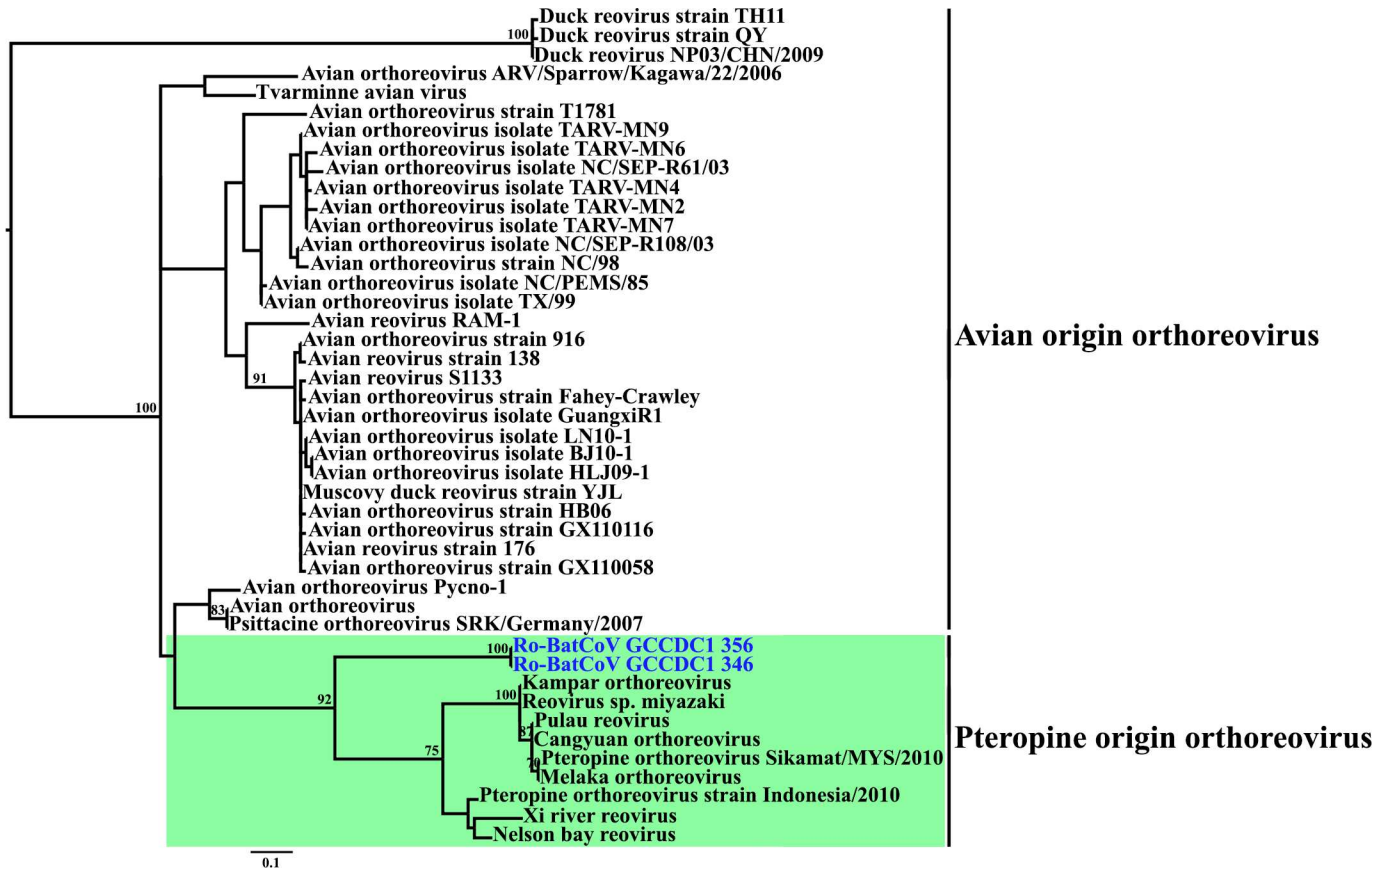 Duck reovirus strain TH11
100
Duck reovirus strain QY
Duck reovirus NP03/CHN/2009
Avian orthoreovirus ARV/Sparrow/Kagawa/22/2006
Tvarminne avian virus
Avian orthoreovirus strain T1781
Avian orthoreovirus isolate TARV-MN9
Avian orthoreovirus isolate TARV-MN6
Avian orthoreovirus isolate NC/SEP-R61/03
Avian orthoreovirus isolate TARV-MN4
Avian orthoreovirus isolate TARV-MN2
Avian orthoreovirus isolate TARV-MN7
Avian orthoreovirus isolate NC/SEP-R108/03
Avian orthoreovirus strain NC/98
Avian orthoreovirus isolate NC/PEMS/85
Avian orthoreovirus isolate TX/99
Avian reovirus RAM-1
Avian origin orthoreovirus
Avian orthoreovirus strain 916
Avian reovirus strain 138
91
Avian reovirus S1133
Avian orthoreovirus strain Fahey-Crawley
100
Avian orthoreovirus isolate GuangxiR1
Avian orthoreovirus isolate LN10-1
Avian orthoreovirus isolate BJ10-1
Avian orthoreovirus isolate HLJ09-1
Muscovy duck reovirus strain YJL
Avian orthoreovirus strain HB06
Avian orthoreovirus strain GX110116
Avian reovirus strain 176
Avian orthoreovirus strain GX110058
Avian orthoreovirus Pycno-1
83
Avian orthoreovirus
Psittacine orthoreovirus SRK/Germany/2007
Ro-BatCoV GCCDC1 356
100
Ro-BatCoV GCCDC1 346
Kampar orthoreovirus
100
92
Reovirus sp. miyazaki
Pulau reovirus
87
Cangyuan orthoreovirus
Pteropine origin orthoreovirus
75
Pteropine orthoreovirus Sikamat/MYS/2010
Melaka orthoreovirus
Pteropine orthoreovirus strain Indonesia/2010
Xi river reovirus
Nelson bay reovirus
0.1